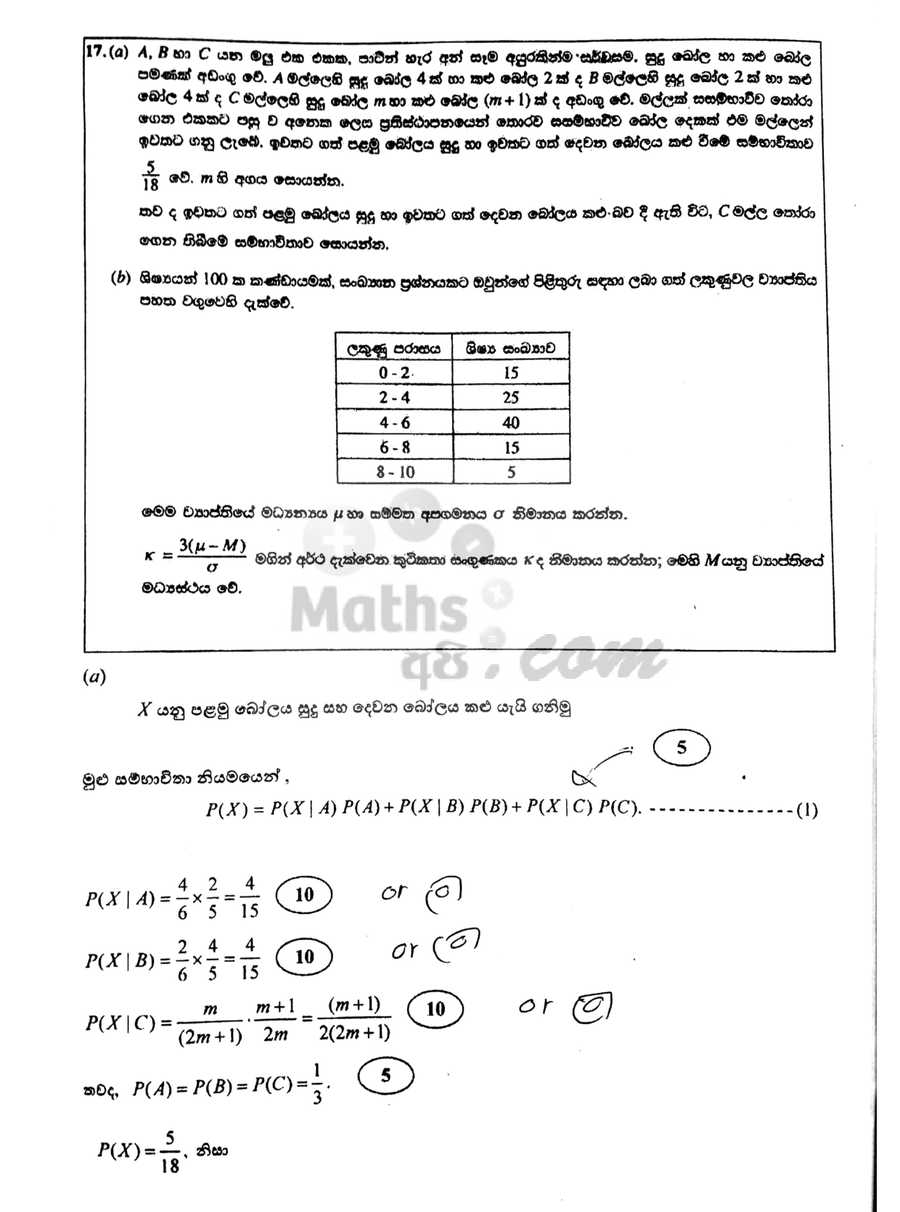 17.(a) A, B හා C යන මලු එක එකක, පාටින් හැර අන් සෑම අයුරකින්ම සර්වසම. සුදු බෝල හා කළු බෝල
පමණක් අඩංගු වේ. A මල්ලෙහි සුදු බෝල 4 ක් හා කළු බෝල 2 ක් ද B මල්ලෙහි සුදු බෝල 2 ක් හා කළු
බෝල 4 ක් ද C මල්ලෙහි සුදු බෝල m හා කළු බෝල (m + 1) ක් ද අඩංගු වේ. මල්ලක් සසම්භාවීව තෝරා
ගෙන එකකට පසු ව අනෙක ලෙස ප්‍රතිස්ථාපනයෙන් තොරව සසම්භාවීව බෝල දෙකක් එම මල්ලෙන්
ඉවතට ගනු ලැබේ. ඉවතට ගත් පළමු බෝලය සුදු හා ඉවතට ගත් දෙවන බෝලය කළු වීමේ සම්භාවිතාව
5/18 වේ. m හි අගය සොයන්න.
තව ද ඉවතට ගත් පළමු බෝලය සුදු හා ඉවතට ගත් දෙවන බෝලය කළු බව දී ඇති විට, C මල්ල තෝරා
ගෙන තිබීමේ සම්භාවිතාව සොයන්න.
(b) ශිෂ්‍යයන් 100 ක කණ්ඩායමක්, සංඛ්‍යාන ප්‍රශ්නයකට ඔවුන්ගේ පිළිතුරු සඳහා ලබා ගත් ලකුණුවල ව්‍යාප්තිය
පහත වගුවෙහි දැක්වේ.
ලකුණු පරාසය ශිෂ්‍ය සංඛ්‍යාව
0 - 2 15
2 - 4 25
4 - 6 40
6 - 8 15
8 - 10 5
මෙම ව්‍යාප්තියේ මධ්‍යන්‍යය μ හා සම්මත අපගමනය σ නිමානය කරන්න.
κ = 3(μ − M)/σ මගින් අර්ථ දැක්වෙන කුටිකතා සංගුණකය κ ද නිමානය කරන්න; මෙහි M යනු ව්‍යාප්තියේ
මධ්‍යස්ථය වේ.
Maths
අපි . com
(a)
X යනු පළමු බෝලය සුදු සහ දෙවන බෝලය කළු යැයි ගනිමු
5
මුළු සම්භාවිතා නියමයෙන් ,
P(X) = P(X | A) P(A) + P(X | B) P(B) + P(X | C) P(C). ---------------(1)
P(X | A) = 4/6 × 2/5 = 4/15 10 or
P(X | B) = 2/6 × 4/5 = 4/15 10 or
P(X | C) = m/(2m + 1) · m + 1/2m = (m + 1)/2(2m + 1) 10 or
තවද, P(A) = P(B) = P(C) = 1/3. 5
P(X) = 5/18, නිසා